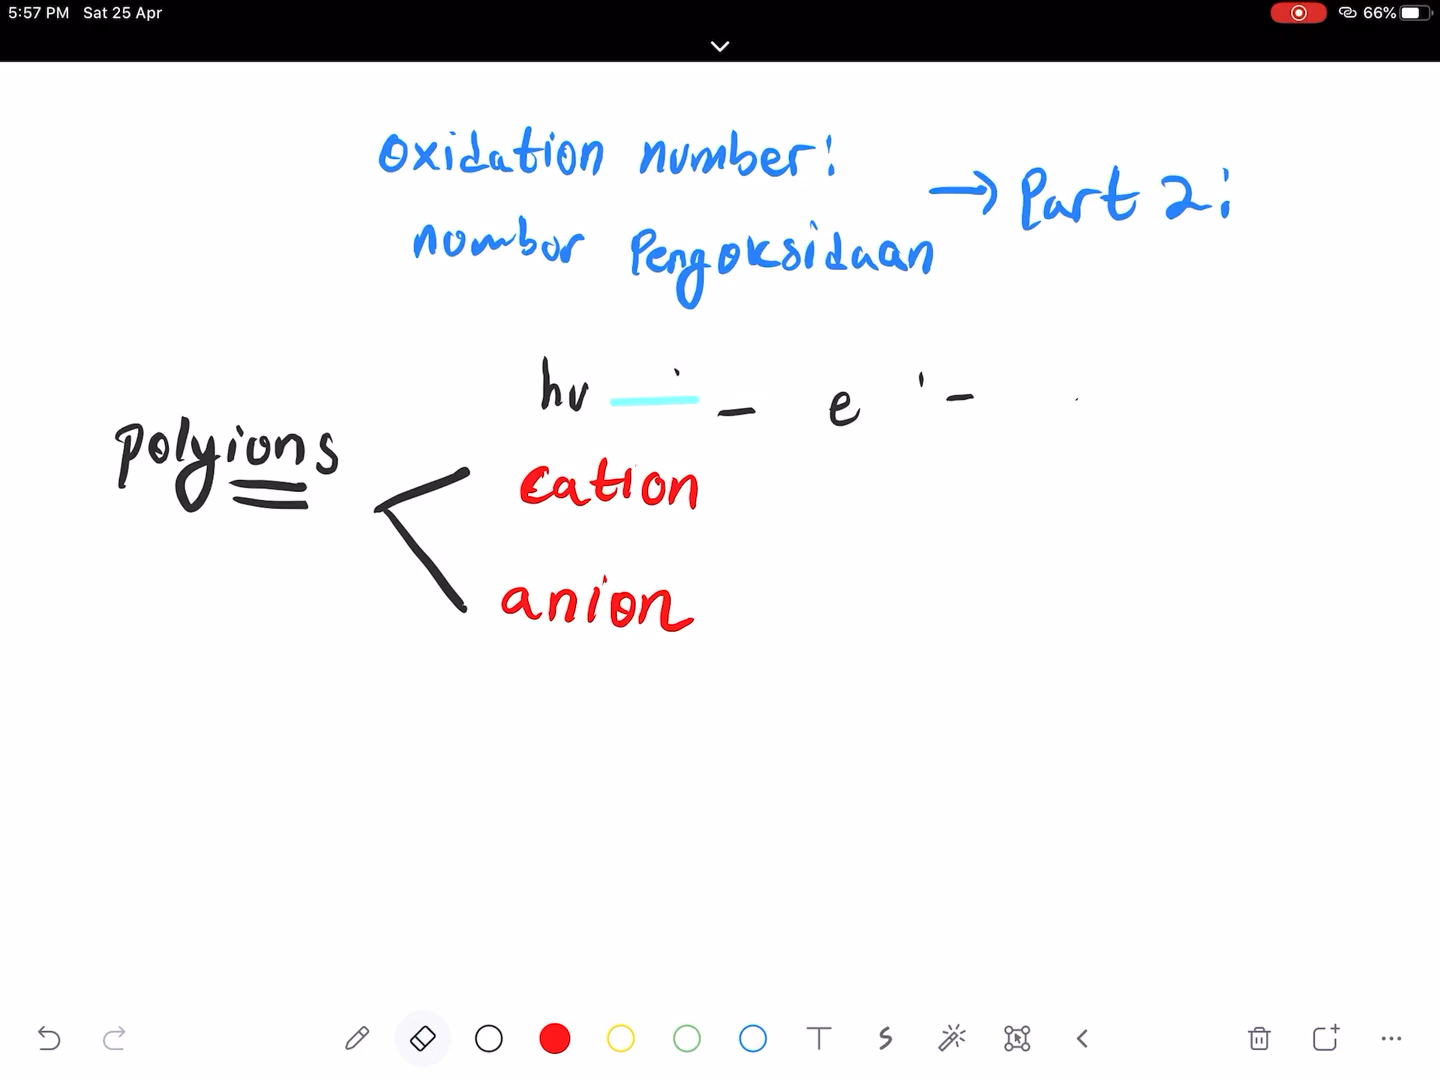 5:57 PM Sat 25 Apr
66%
Oxidation number:
nombor Pengoksidaan
→ Part 2:
polyions
cation
anion
T